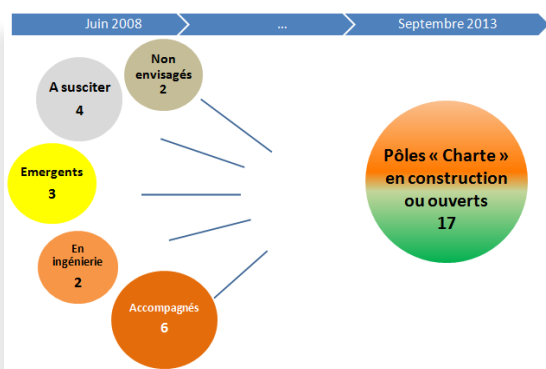 Juin 2008
...
Septembre 2013
Non
envisagés
2
A susciter
4
Emergents
3
En
ingénierie
2
Accompagnés
6
Pôles « Charte »
en construction
ou ouverts
17